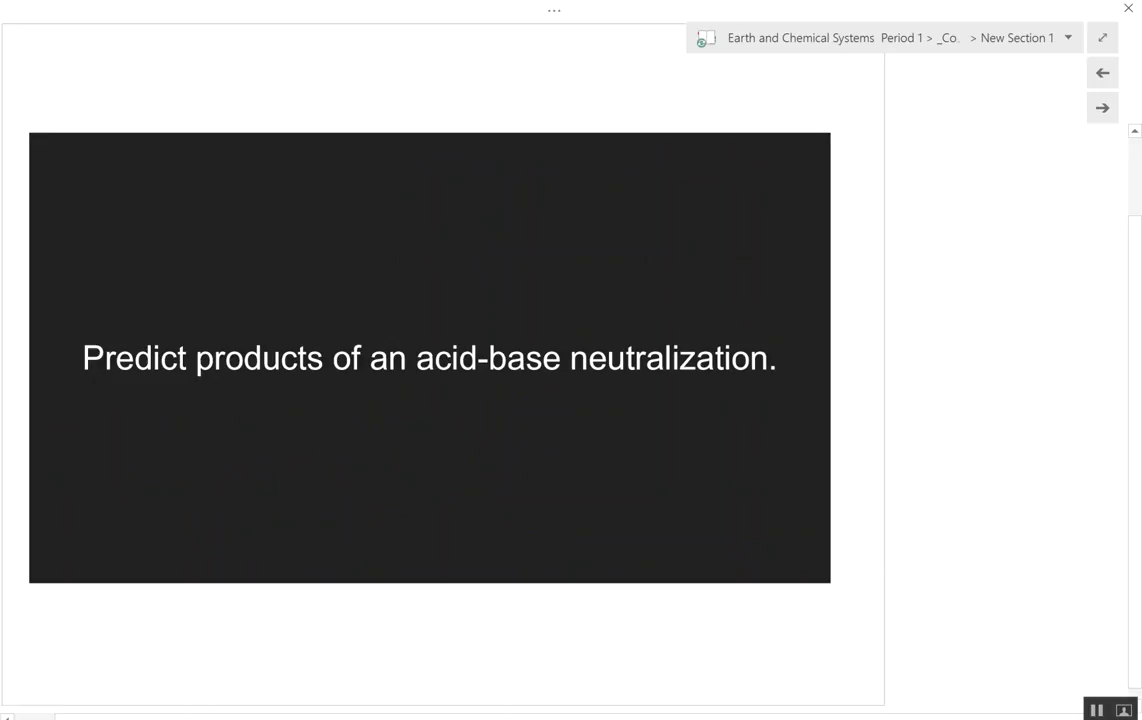 ...
Earth and Chemical Systems Period 1 > _Co. > New Section 1
Predict products of an acid-base neutralization.